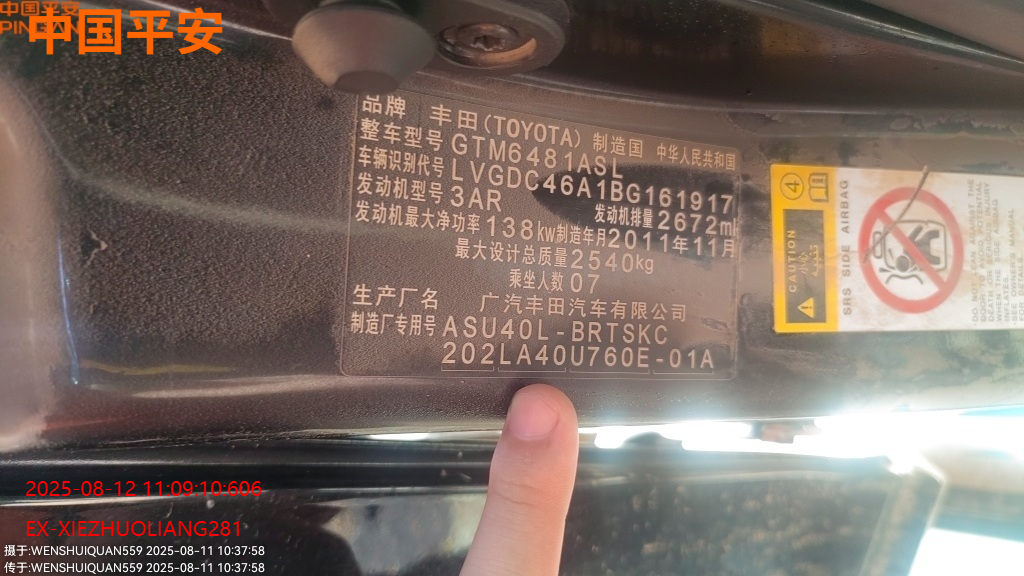 中国平安
中国平安
品牌 丰田(TOYOTA) 制造国 中华人民共和国
整车型号 GTM6481ASL
车辆识别代号 LVGDC46A1BG161917
发动机型号 3AR 发动机排量 2672ml
发动机最大净功率 138kw 制造年月 2011年11月
最大设计总质量 2540kg
乘坐人数 07
生产厂名 广汽丰田汽车有限公司
制造厂专用号 ASU40L-BRTSKC
202LA40U760E-01A
4
CAUTION
SRS SIDE AIRBAG
2025-08-12 11:09:10:606
EX-XIEZHUOLIANG281
摄于:WENSHUIQUAN559 2025-08-11 10:37:58
传于:WENSHUIQUAN559 2025-08-11 10:37:58